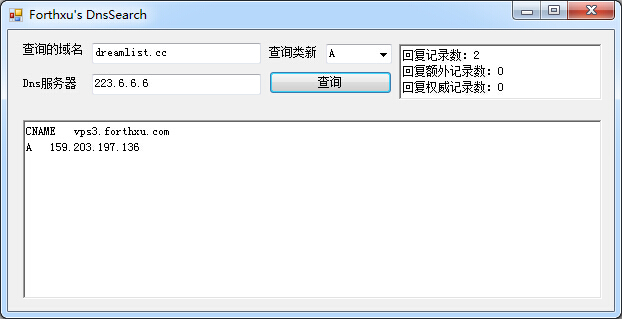 Forthxu's DnsSearch
查询的域名 dreamlist.cc 查询类新 A
Dns服务器 223.6.6.6 查询
回复记录数：2
回复额外记录数：0
回复权威记录数：0
CNAME vps3.forthxu.com
A 159.203.197.136